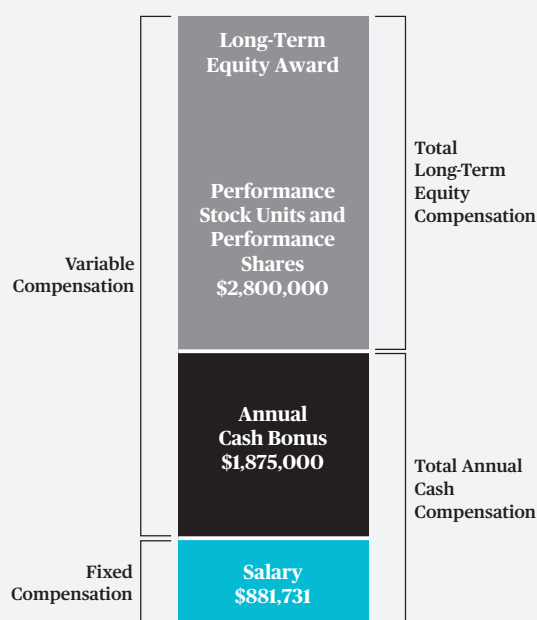 Long-Term
Equity Award
Performance
Stock Units and
Performance
Shares
$2,800,000
Total
Long-Term
Equity
Compensation
Variable
Compensation
Annual
Cash Bonus
$1,875,000
Total Annual
Cash
Compensation
Fixed
Compensation
Salary
$881,731